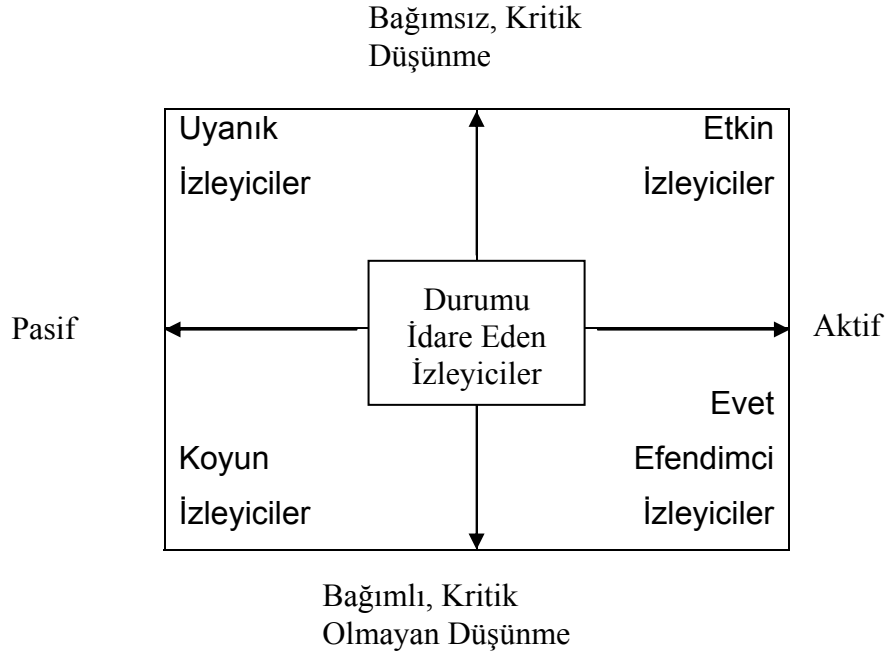 Bağımsız, Kritik
Düşünme
Uyanık
İzleyiciler
Etkin
İzleyiciler
Pasif
Durumu
İdare Eden
İzleyiciler
Aktif
Koyun
İzleyiciler
Evet
Efendimci
İzleyiciler
Bağımlı, Kritik
Olmayan Düşünme